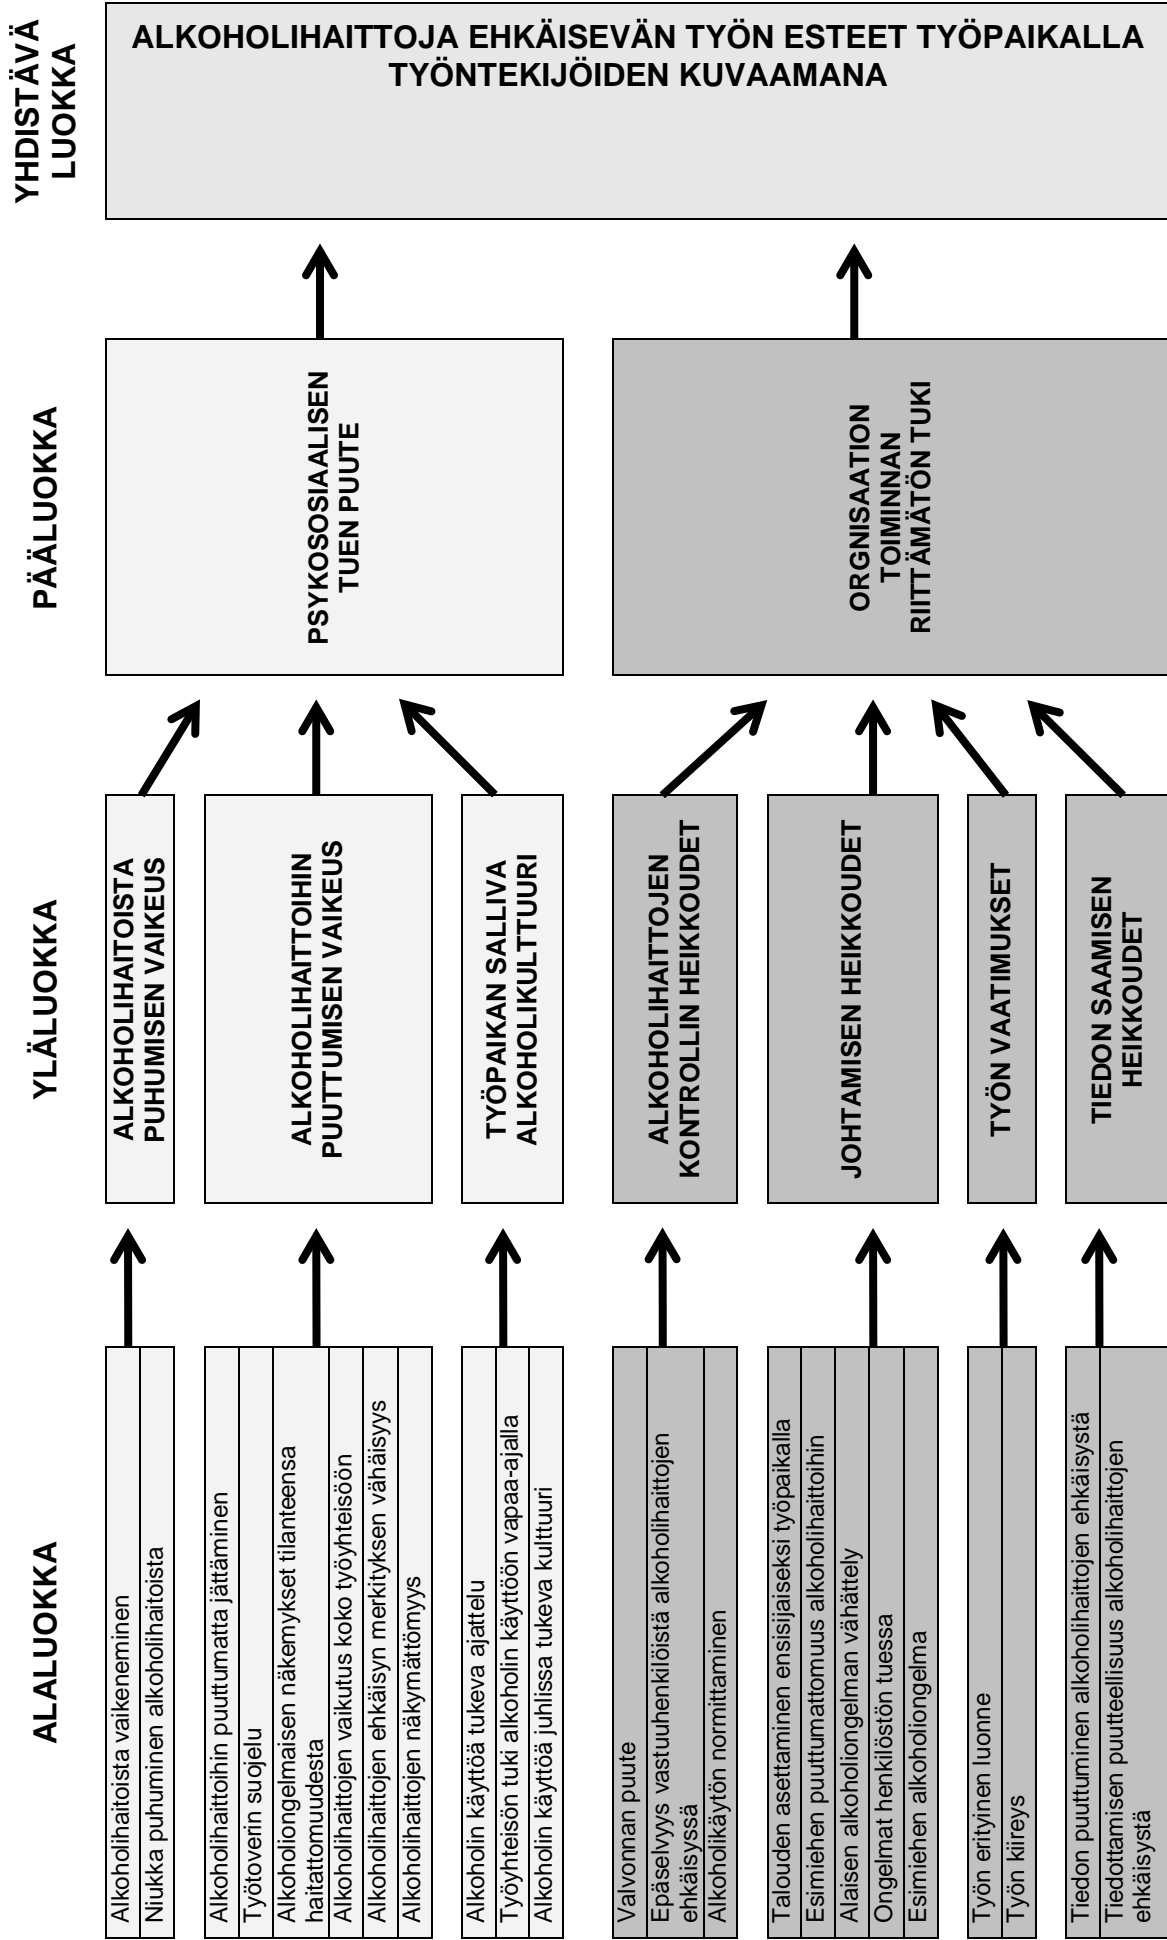 ALALUOKKA
YLÄLUOKKA
PÄÄLUOKKA
YHDISTÄVÄ
LUOKKA
Alkoholihaitoista vaikeneminen
Niukka puhuminen alkoholihaitoista
ALKOHOLIHAITOISTA
PUHUMISEN VAIKEUS
Alkoholihaittoihin puuttumatta jättäminen
Työtoverin suojelu
Alkoholiongelmaisen näkemykset tilanteensa
haitattomuudesta
Alkoholihaittojen vaikutus koko työyhteisöön
Alkoholihaittojen ehkäisyn merkityksen vähäisyys
Alkoholihaittojen näkymättömyys
ALKOHOLIHAITTOIHIN
PUUTTUMISEN VAIKEUS
Alkoholin käyttöä tukeva ajattelu
Työyhteisön tuki alkoholin käyttöön vapaa-ajalla
Alkoholin käyttöä juhlissa tukeva kulttuuri
TYÖPAIKAN SALLIVA
ALKOHOLIKULTTUURI
PSYKOSOSIAALISEN
TUEN PUUTE
Valvonnan puute
Epäselvyys vastuuhenkilöistä alkoholihaittojen
ehkäisyssä
Alkoholikäytön normittaminen
ALKOHOLIHAITTOJEN
KONTROLLIN HEIKKOUDET
Talouden asettaminen ensisijaiseksi työpaikalla
Esimiehen puuttumattomuus alkoholihaittoihin
Alaisen alkoholiongelman vähättely
Ongelmat henkilöstön tuessa
Esimiehen alkoholiongelma
JOHTAMISEN HEIKKOUDET
Työn erityinen luonne
Työn kiireys
TYÖN VAATIMUKSET
Tiedon puuttuminen alkoholihaittojen ehkäisystä
Tiedottamisen puutteellisuus alkoholihaittojen
ehkäisystä
TIEDON SAAMISEN
HEIKKOUDET
ORGNISAATION
TOIMINNAN
RIITTÄMÄTÖN TUKI
ALKOHOLIHAITTOJA EHKÄISEVÄN TYÖN ESTEET TYÖPAIKALLA
TYÖNTEKIJÖIDEN KUVAAMANA